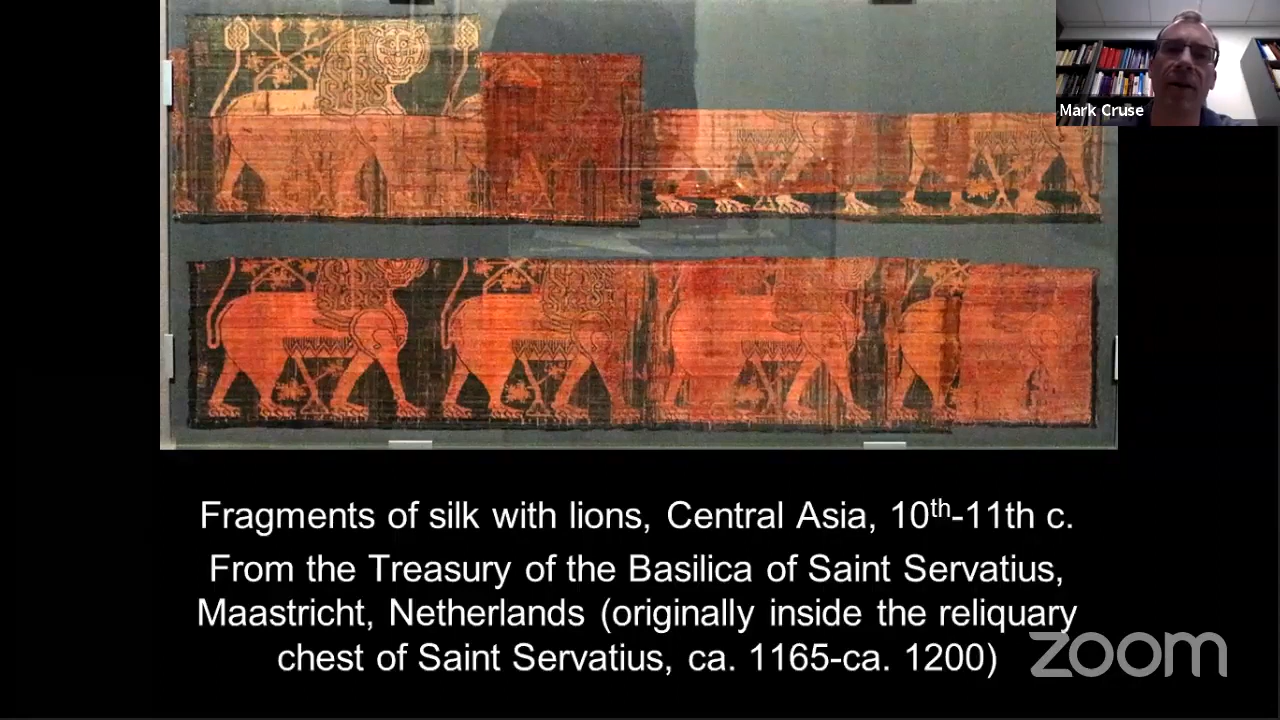 Mark Cruse
Fragments of silk with lions, Central Asia, 10th-11th c.
From the Treasury of the Basilica of Saint Servatius,
Maastricht, Netherlands (originally inside the reliquary
chest of Saint Servatius, ca. 1165-ca. 1200)
zoom